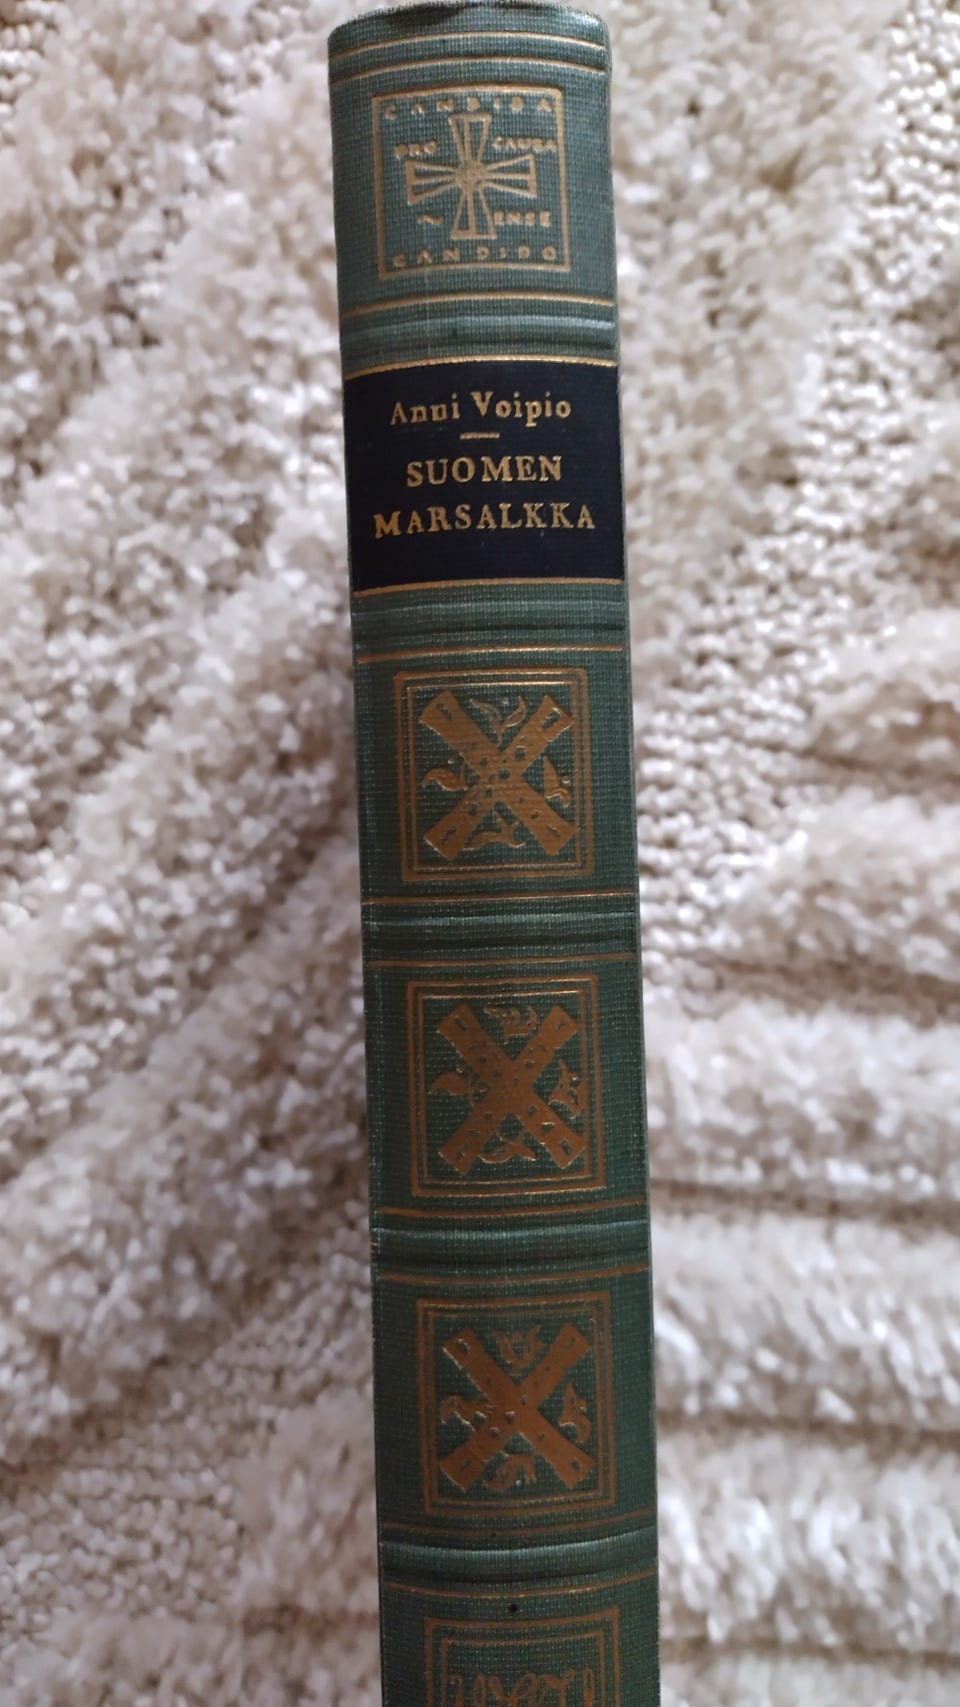 CANDIDA
PRO CAUSA
ENSE
CANDIDO
Anni Voipio
SUOMEN
MARSALKKA